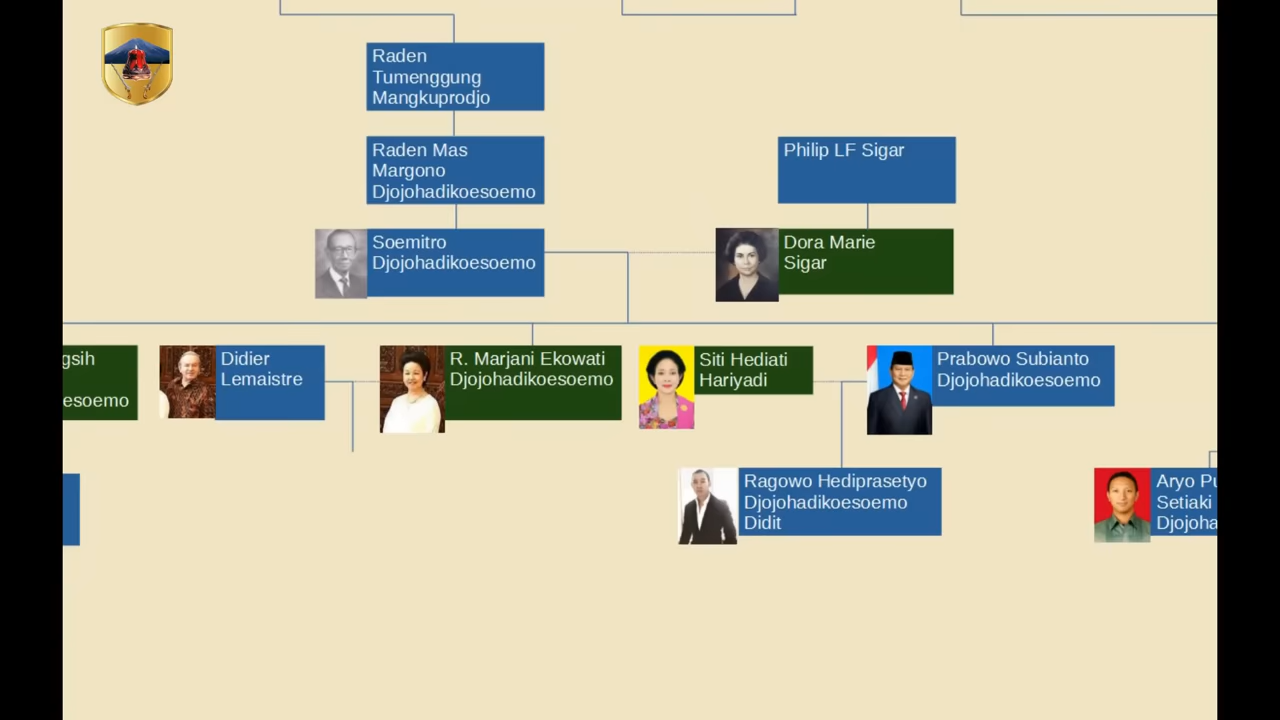 Raden
Tumenggung
Mangkuprodjo
Raden Mas
Margono
Djojohadikoesoemo
Philip LF Sigar
Soemitro
Djojohadikoesoemo
Dora Marie
Sigar
gsih
esoemo
Didier
Lemaistre
R. Marjani Ekowati
Djojohadikoesoemo
Siti Hediati
Hariyadi
Prabowo Subianto
Djojohadikoesoemo
Ragowo Hediprasetyo
Djojohadikoesoemo
Didit
Aryo Pu
Setiaki
Djojoha